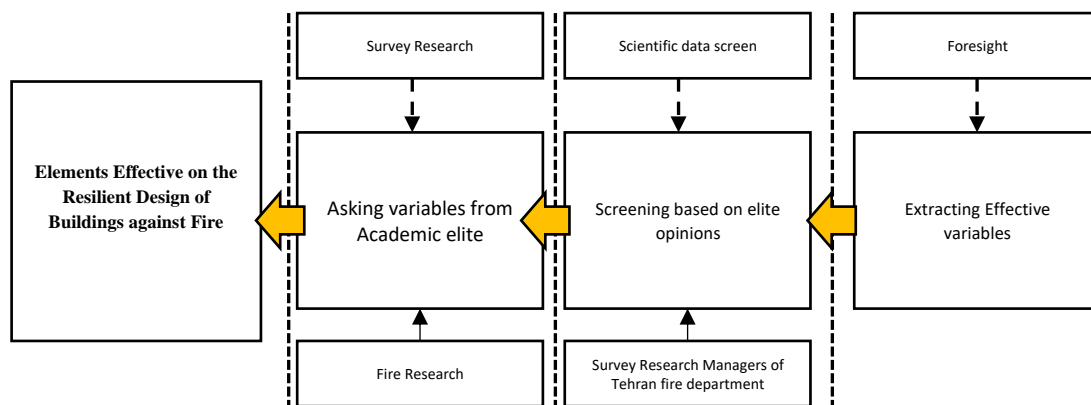 Survey Research
Scientific data screen
Foresight
Elements Effective on the
Resilient Design of
Buildings against Fire
Asking variables from
Academic elite
Screening based on elite
opinions
Extracting Effective
variables
Fire Research
Survey Research Managers of
Tehran fire department